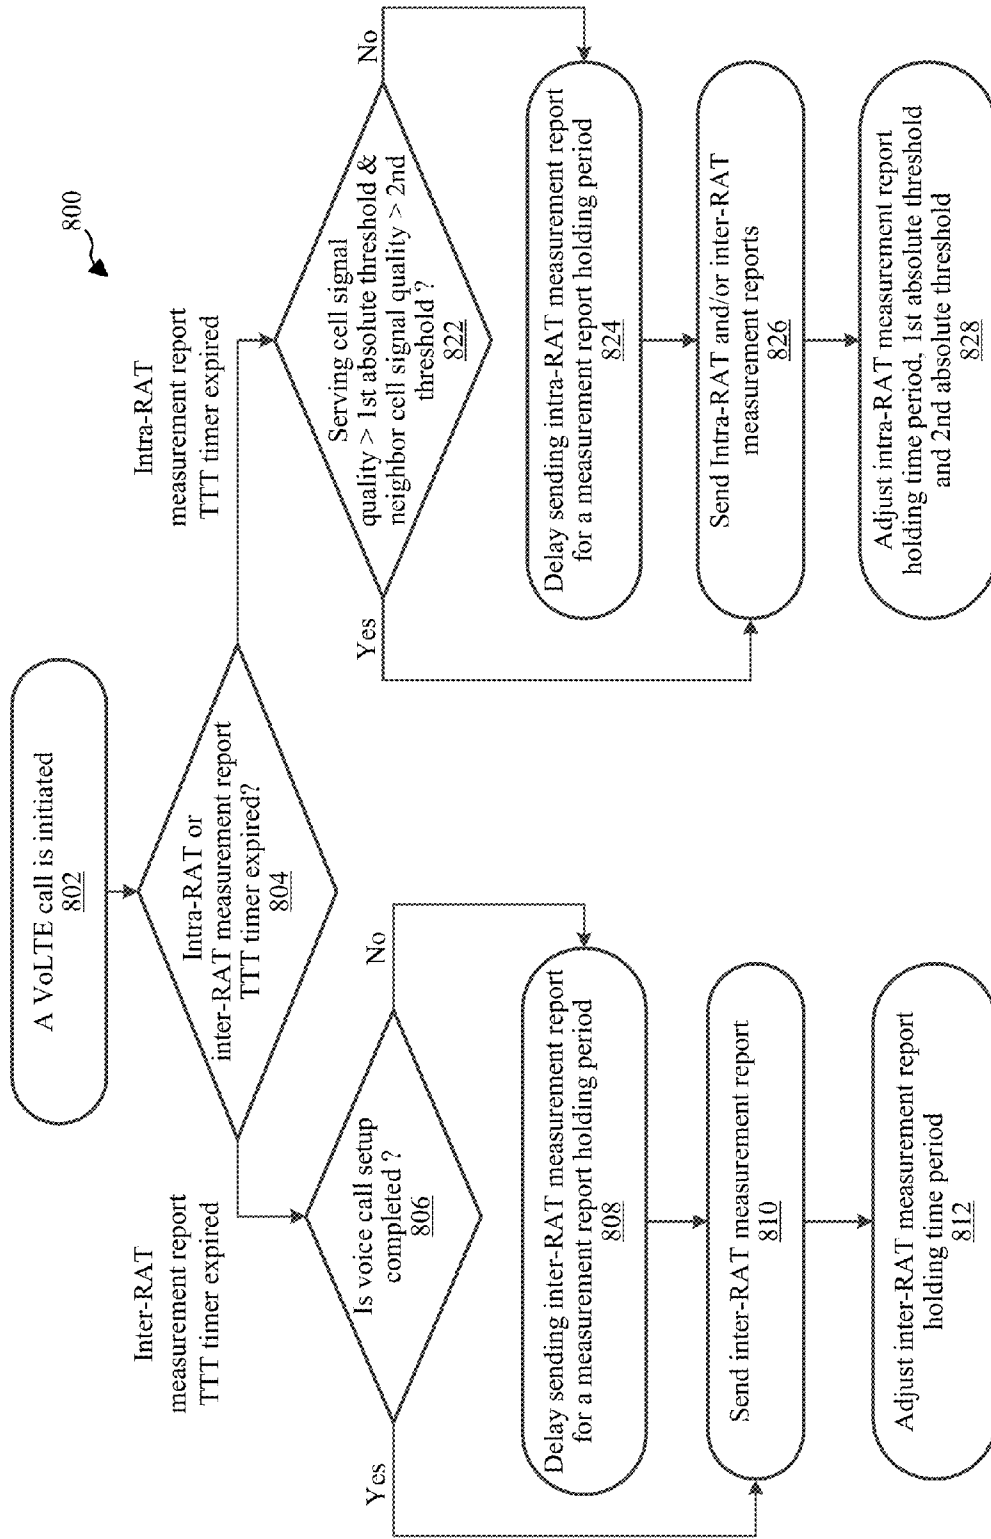 800
A VoLTE call is initiated
802
Intra-RAT or
inter-RAT measurement report
TTT timer expired?
804
Inter-RAT
measurement report
TTT timer expired
Is voice call setup
completed ?
806
Yes
No
Delay sending inter-RAT measurement report
for a measurement report holding period
808
Send inter-RAT measurement report
810
Adjust inter-RAT measurement report
holding time period
812
Intra-RAT
measurement report
TTT timer expired
Serving cell signal
quality > 1st absolute threshold &
neighbor cell signal quality > 2nd
threshold ?
822
Yes
No
Delay sending intra-RAT measurement report
for a measurement report holding period
824
Send Intra-RAT and/or inter-RAT
measurement reports
826
Adjust intra-RAT measurement report
holding time period, 1st absolute threshold
and 2nd absolute threshold
828